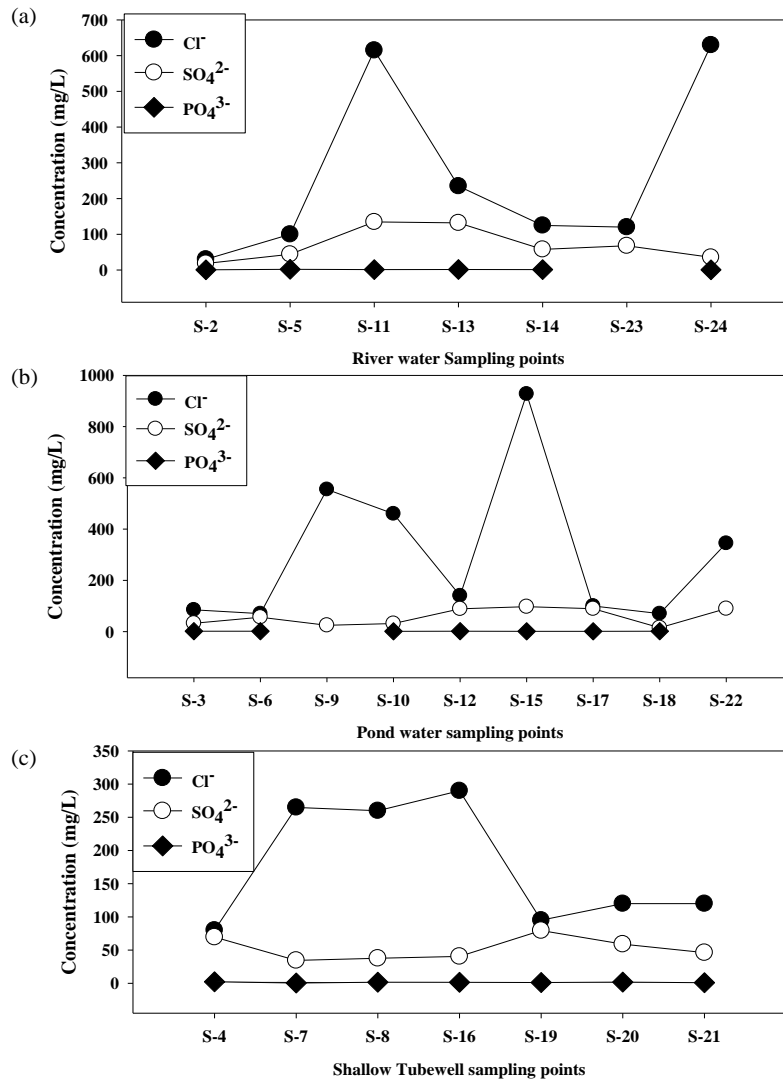 (a)
700
600
500
400
300
200
100
0
Concentration (mg/L)
Cl⁻
SO₄²⁻
PO₄³⁻
S-2 S-5 S-11 S-13 S-14 S-23 S-24
River water Sampling points
(b)
1000
800
600
400
200
0
Concentration (mg/L)
Cl⁻
SO₄²⁻
PO₄³⁻
S-3 S-6 S-9 S-10 S-12 S-15 S-17 S-18 S-22
Pond water sampling points
(c)
350
300
250
200
150
100
50
0
Concentration (mg/L)
Cl⁻
SO₄²⁻
PO₄³⁻
S-4 S-7 S-8 S-16 S-19 S-20 S-21
Shallow Tubewell sampling points